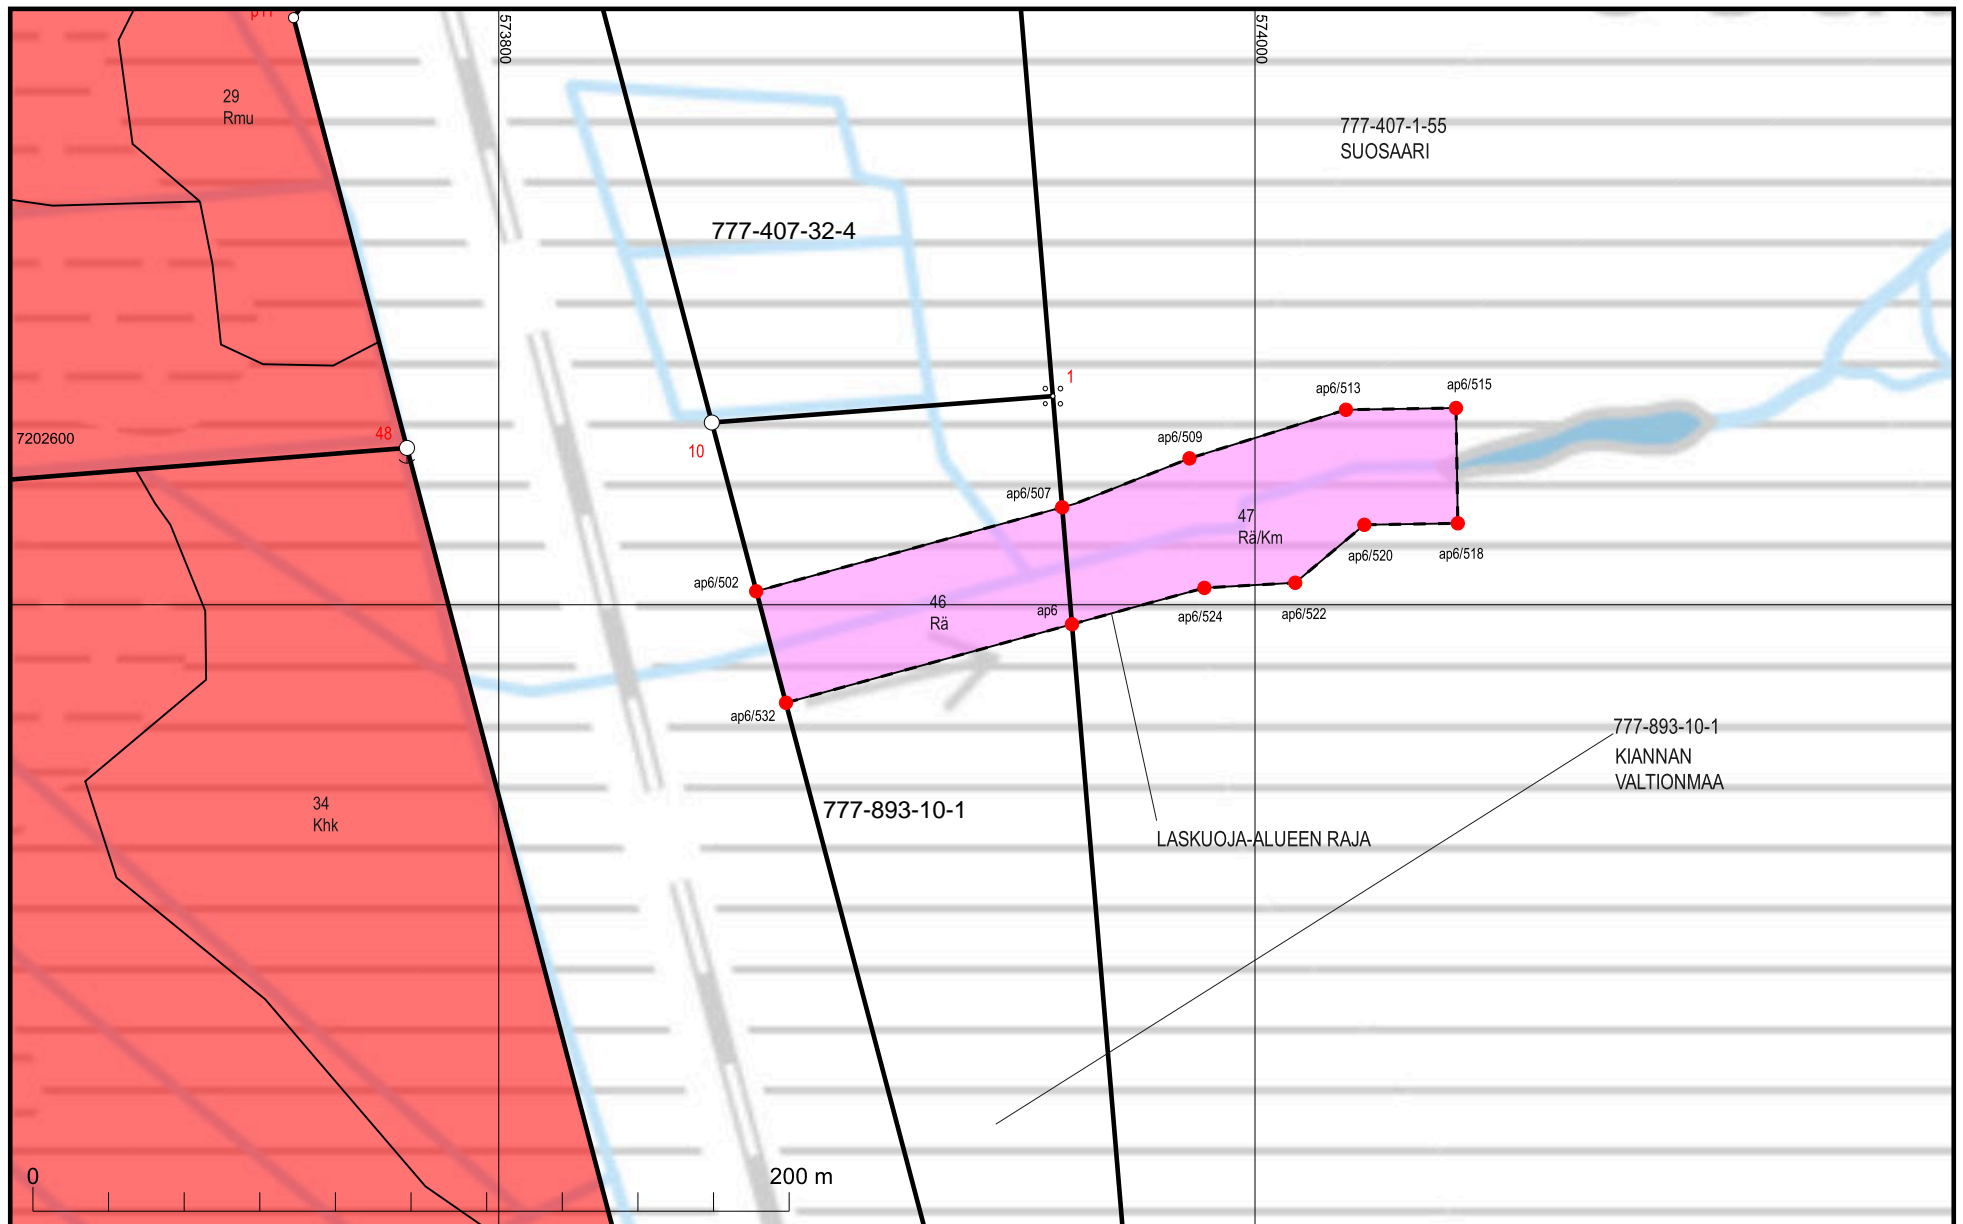 p11
573800
574000
29
Rmu
777-407-1-55
SUOSAARI
777-407-32-4
1
ap6/513
ap6/515
7202600
48
10
ap6/509
ap6/507
47
Rä/Km
ap6/520
ap6/518
ap6/502
46
Rä
ap6
ap6/524
ap6/522
ap6/532
777-893-10-1
KIANNAN
VALTIONMAA
34
Khk
777-893-10-1
LASKUOJA-ALUEEN RAJA
0
200 m